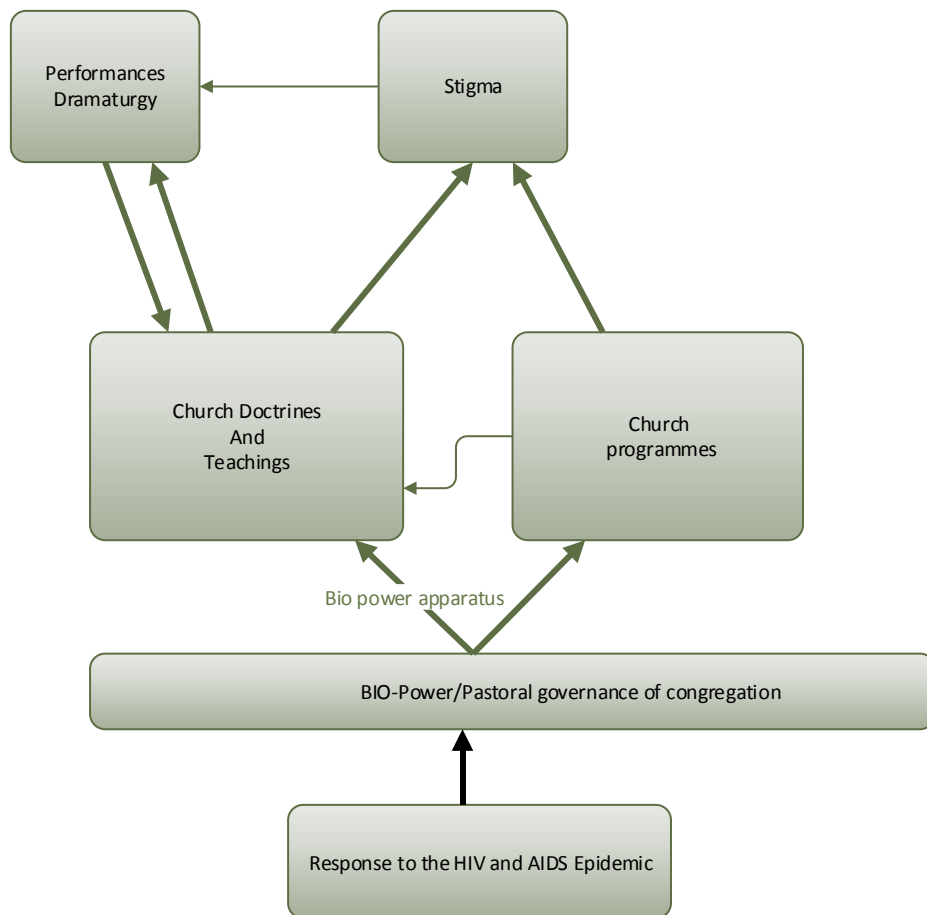 Performances
Dramaturgy
Stigma
Church Doctrines
And
Teachings
Church
programmes
Bio power apparatus
BIO-Power/Pastoral governance of congregation
Response to the HIV and AIDS Epidemic